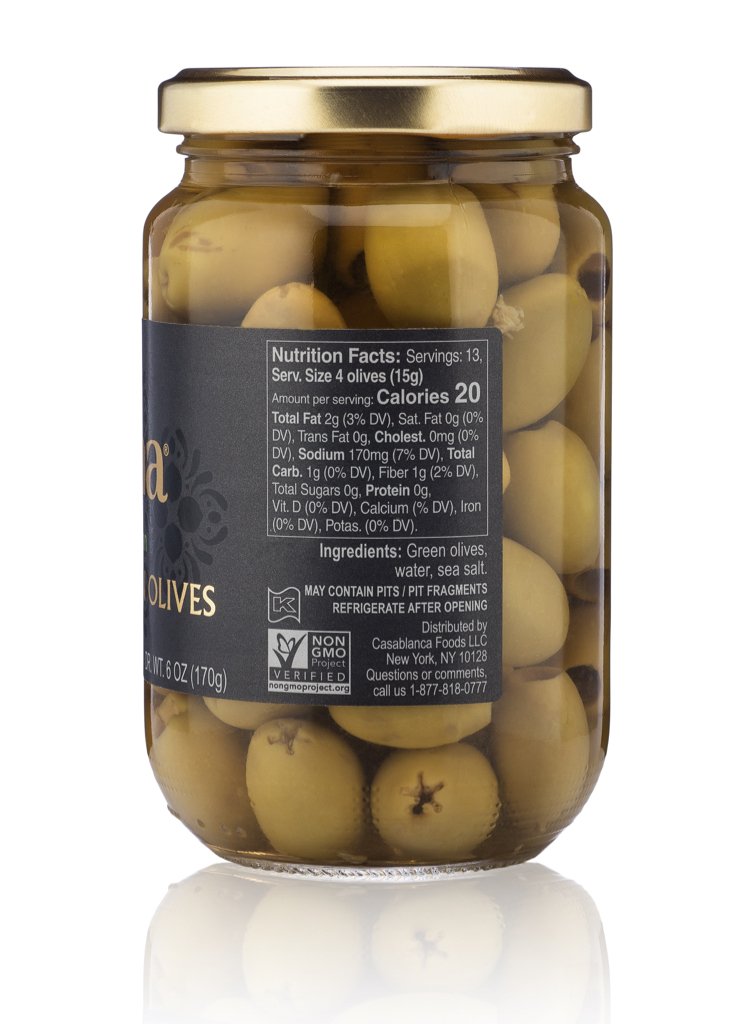 Nutrition Facts: Servings: 13,
Serv. Size 4 olives (15g)
Amount per serving: Calories 20
Total Fat 2g (3% DV), Sat. Fat 0g (0%
DV), Trans Fat 0g, Cholest. 0mg (0%
DV), Sodium 170mg (7% DV), Total
Carb. 1g (0% DV), Fiber 1g (2% DV),
Total Sugars 0g, Protein 0g,
Vit. D (0% DV), Calcium (% DV), Iron
(0% DV), Potas. (0% DV).
Ingredients: Green olives,
water, sea salt.
K
MAY CONTAIN PITS / PIT FRAGMENTS
REFRIGERATE AFTER OPENING
Distributed by
Casablanca Foods LLC
New York, NY 10128
Questions or comments,
call us 1-877-818-0777
NON
GMO
Project
VERIFIED
nongmoproject.org
a®
OLIVES
DR. WT. 6 OZ (170g)